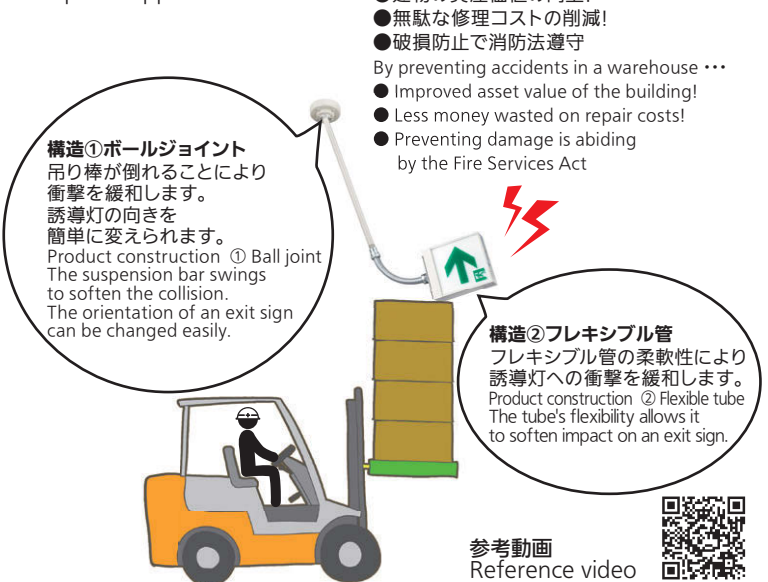 ●無駄な修理コストの削減!
●破損防止で消防法遵守
By preventing accidents in a warehouse ･･･
● Improved asset value of the building!
● Less money wasted on repair costs!
● Preventing damage is abiding
by the Fire Services Act
構造①ボールジョイント
吊り棒が倒れることにより
衝撃を緩和します。
誘導灯の向きを
簡単に変えられます。
Product construction ① Ball joint
The suspension bar swings
to soften the collision.
The orientation of an exit sign
can be changed easily.
構造②フレキシブル管
フレキシブル管の柔軟性により
誘導灯への衝撃を緩和します。
Product construction ② Flexible tube
The tube's flexibility allows it
to soften impact on an exit sign.
参考動画
Reference video